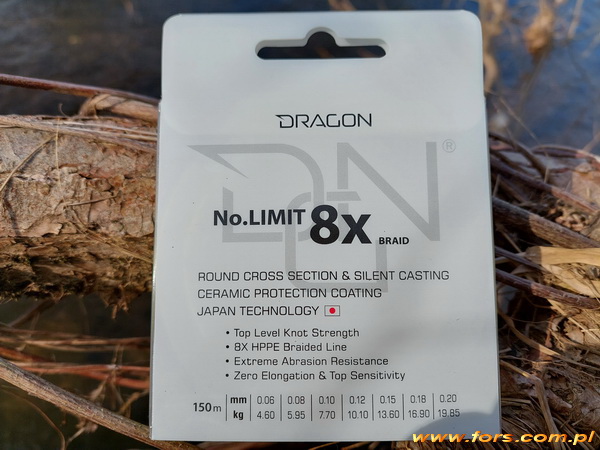 DRAGON
DGN®
No.LIMIT 8X BRAID
ROUND CROSS SECTION & SILENT CASTING
CERAMIC PROTECTION COATING
JAPAN TECHNOLOGY
• Top Level Knot Strength
• 8X HPPE Braided Line
• Extreme Abrasion Resistance
• Zero Elongation & Top Sensitivity
150m
mm 0.06 0.08 0.10 0.12 0.15 0.18 0.20
kg 4.60 5.95 7.70 10.10 13.60 16.90 19.85
www.fors.com.pl